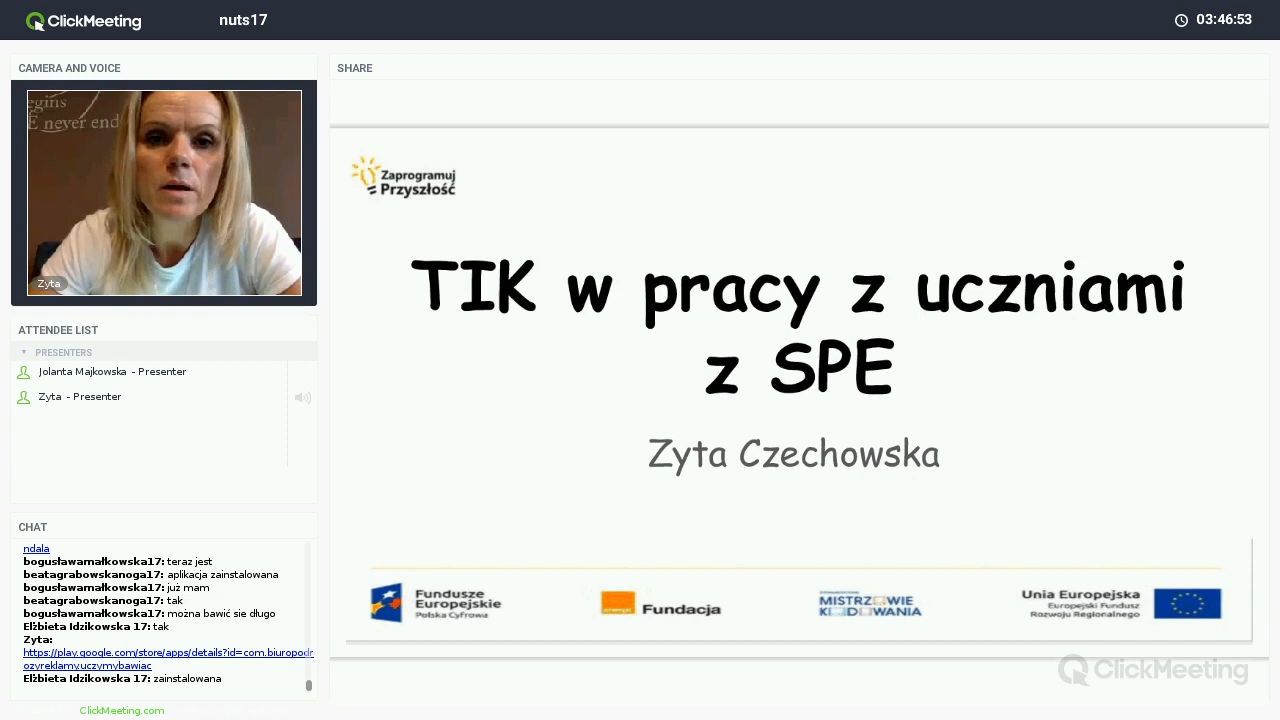 ClickMeeting
nuts17
03:46:53
CAMERA AND VOICE
egins
E never end
Zyta
ATTENDEE LIST
PRESENTERS
Jolanta Majkowska - Presenter
Zyta - Presenter
CHAT
ndala
bogusławamałkowska17: teraz jest
beatagrabowskanoga17: aplikacja zainstalowana
bogusławamałkowska17: już mam
beatagrabowskanoga17: tak
bogusławamałkowska17: można bawić sie długo
Elżbieta Idzikowska 17: tak
Zyta:
https://play.google.com/store/apps/details?id=com.biuropodr
ozyreklamy.uczymybawiac
Elżbieta Idzikowska 17: zainstalowana
ClickMeeting.com
SHARE
Zaprogramuj
Przyszłość
TIK w pracy z uczniami
z SPE
Zyta Czechowska
Fundusze
Europejskie
Polska Cyfrowa
Fundacja
MISTRZOWIE
KODOWANIA
Unia Europejska
Europejski Fundusz
Rozwoju Regionalnego
ClickMeeting